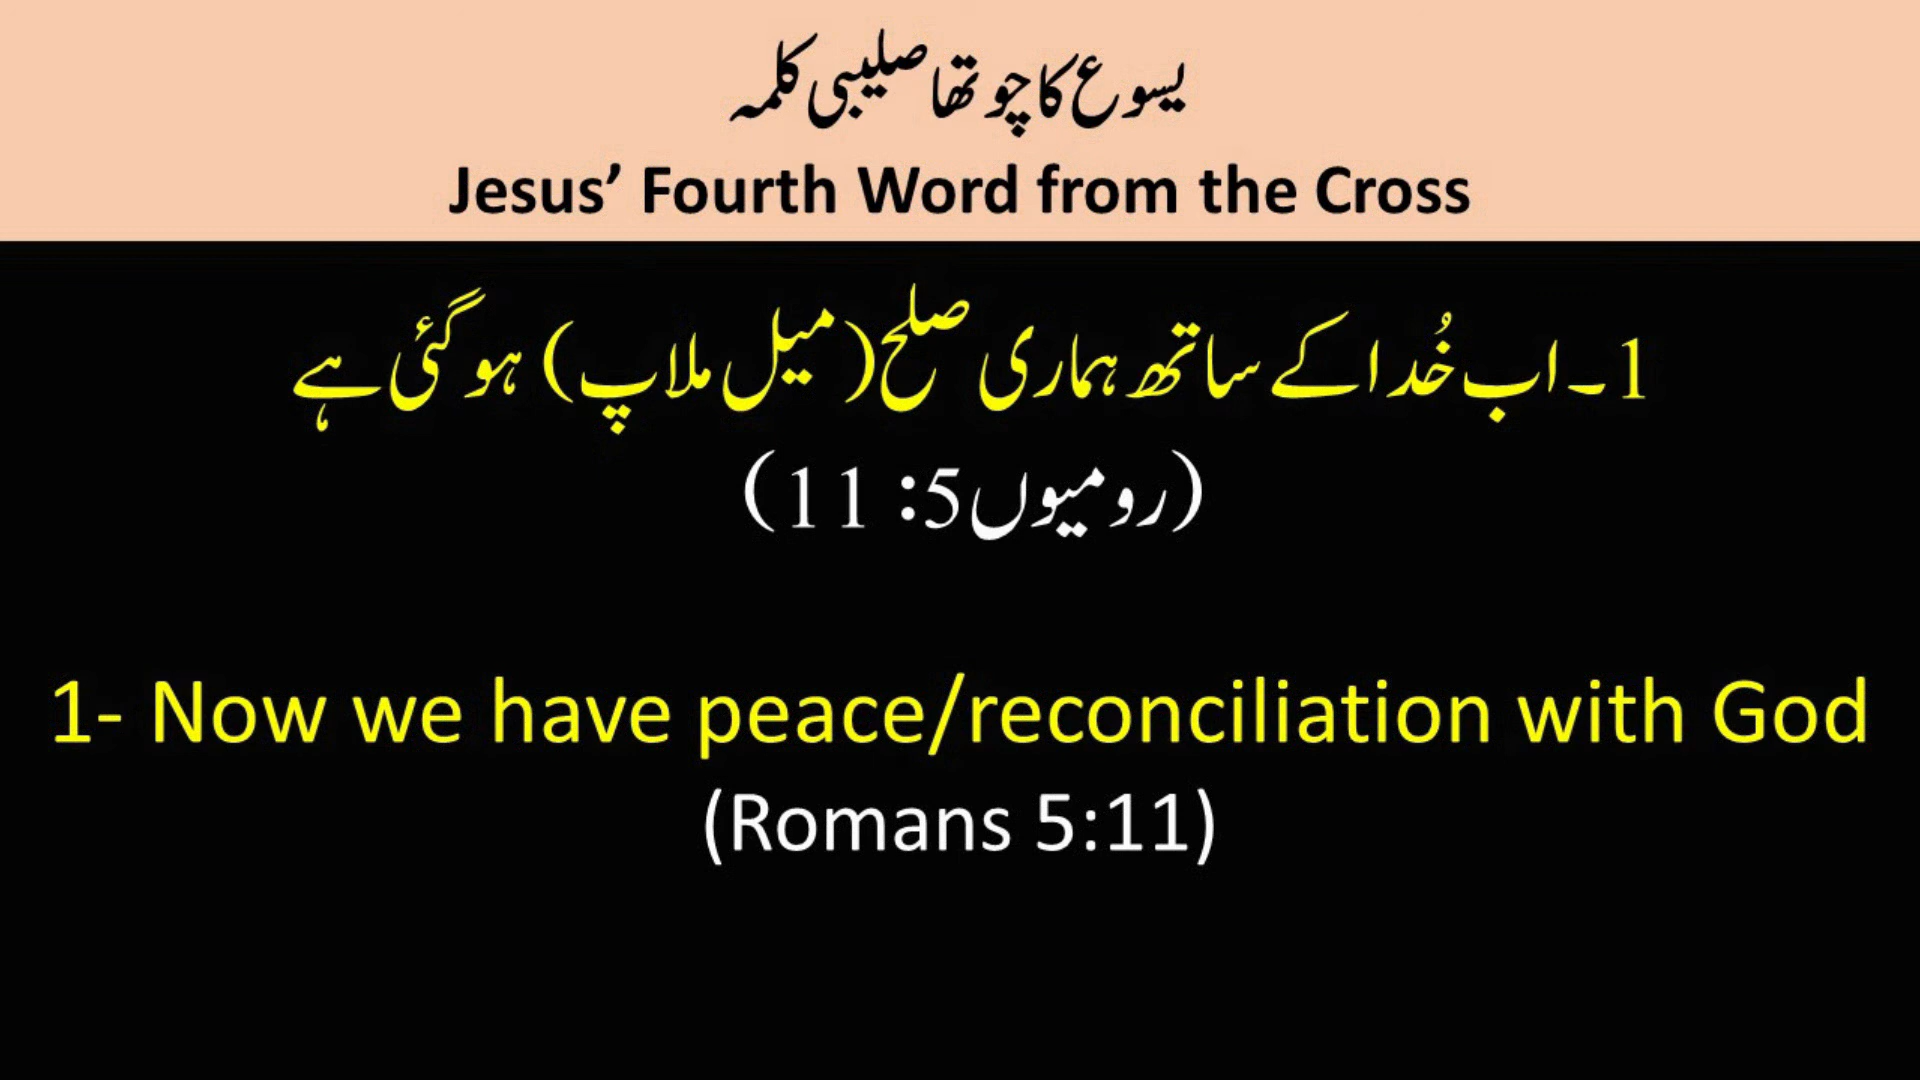 یسوع کا چوتھا صلیبی کلمہ
Jesus’ Fourth Word from the Cross
1۔ اب خُدا کے ساتھ ہماری صلح (میل ملاپ) ہو گئی ہے
(رومیوں 5: 11)
1- Now we have peace/reconciliation with God
(Romans 5:11)